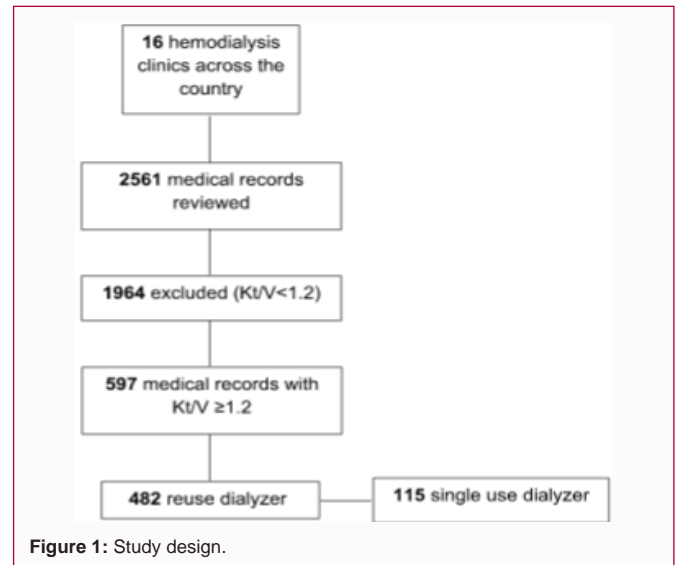 16 hemodialysis
clinics across the
country
2561 medical records
reviewed
1964 excluded (Kt/V<1.2)
597 medical records with
Kt/V ≥1.2
482 reuse dialyzer
115 single use dialyzer
Figure 1: Study design.